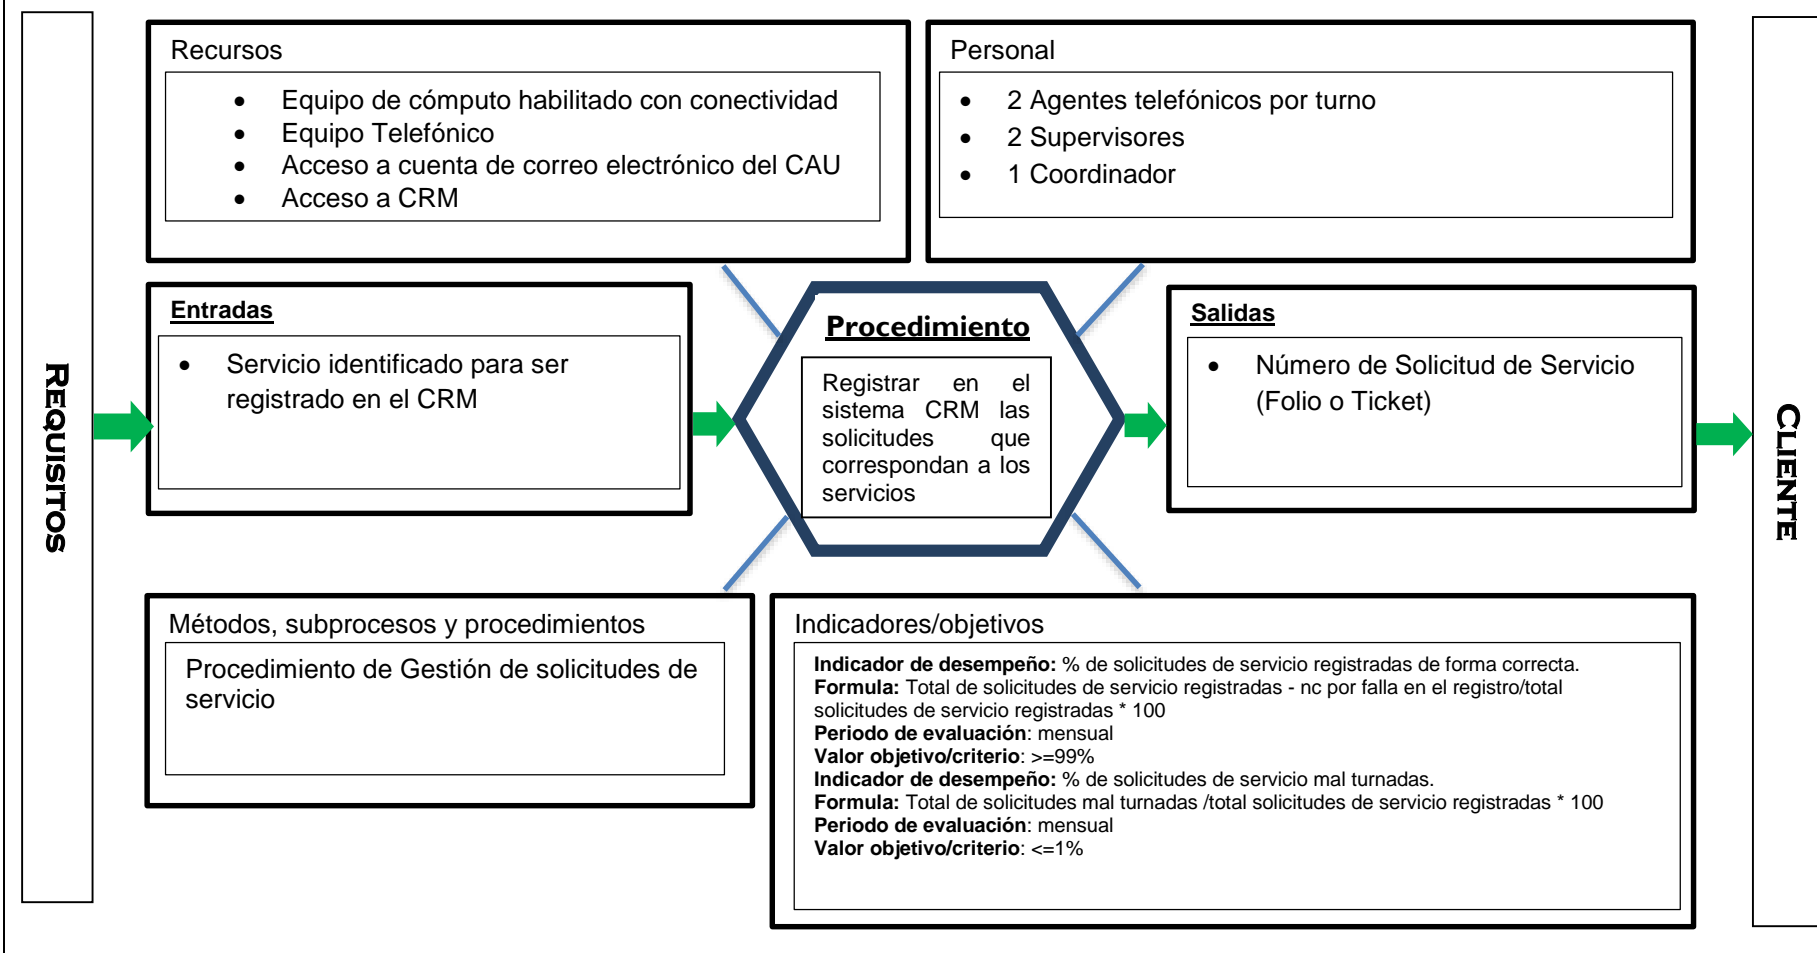 REQUISITOS
Recursos
• Equipo de cómputo habilitado con conectividad
• Equipo Telefónico
• Acceso a cuenta de correo electrónico del CAU
• Acceso a CRM
Personal
• 2 Agentes telefónicos por turno
• 2 Supervisores
• 1 Coordinador
Entradas
• Servicio identificado para ser
registrado en el CRM
Procedimiento
Registrar en el
sistema CRM las
solicitudes que
correspondan a los
servicios
Salidas
• Número de Solicitud de Servicio
(Folio o Ticket)
CLIENTE
Métodos, subprocesos y procedimientos
Procedimiento de Gestión de solicitudes de
servicio
Indicadores/objetivos
Indicador de desempeño: % de solicitudes de servicio registradas de forma correcta.
Formula: Total de solicitudes de servicio registradas - nc por falla en el registro/total
solicitudes de servicio registradas * 100
Periodo de evaluación: mensual
Valor objetivo/criterio: >=99%
Indicador de desempeño: % de solicitudes de servicio mal turnadas.
Formula: Total de solicitudes mal turnadas /total solicitudes de servicio registradas * 100
Periodo de evaluación: mensual
Valor objetivo/criterio: <=1%